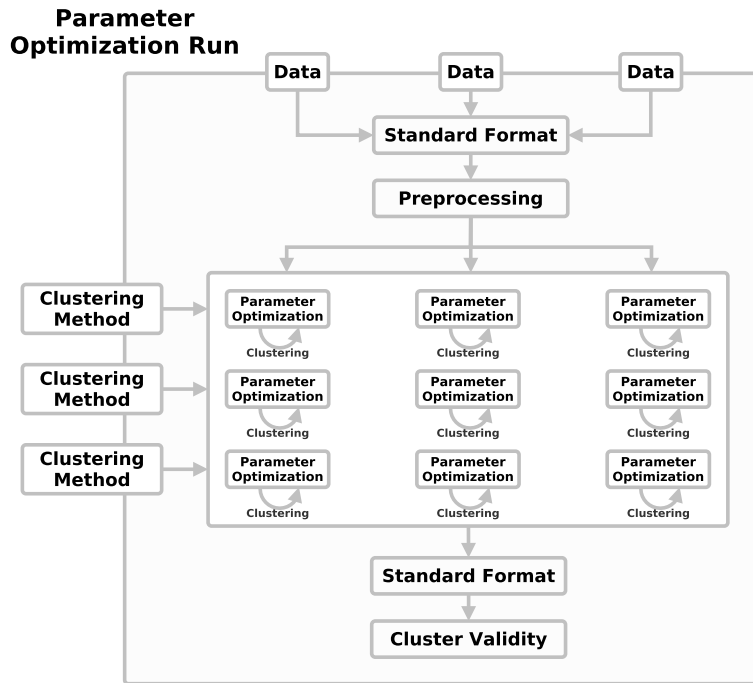 Parameter
Optimization Run
Data
Data
Data
Standard Format
Preprocessing
Clustering
Method
Parameter
Optimization
Clustering
Parameter
Optimization
Clustering
Parameter
Optimization
Clustering
Clustering
Method
Parameter
Optimization
Clustering
Parameter
Optimization
Clustering
Parameter
Optimization
Clustering
Clustering
Method
Parameter
Optimization
Clustering
Parameter
Optimization
Clustering
Parameter
Optimization
Clustering
Standard Format
Cluster Validity